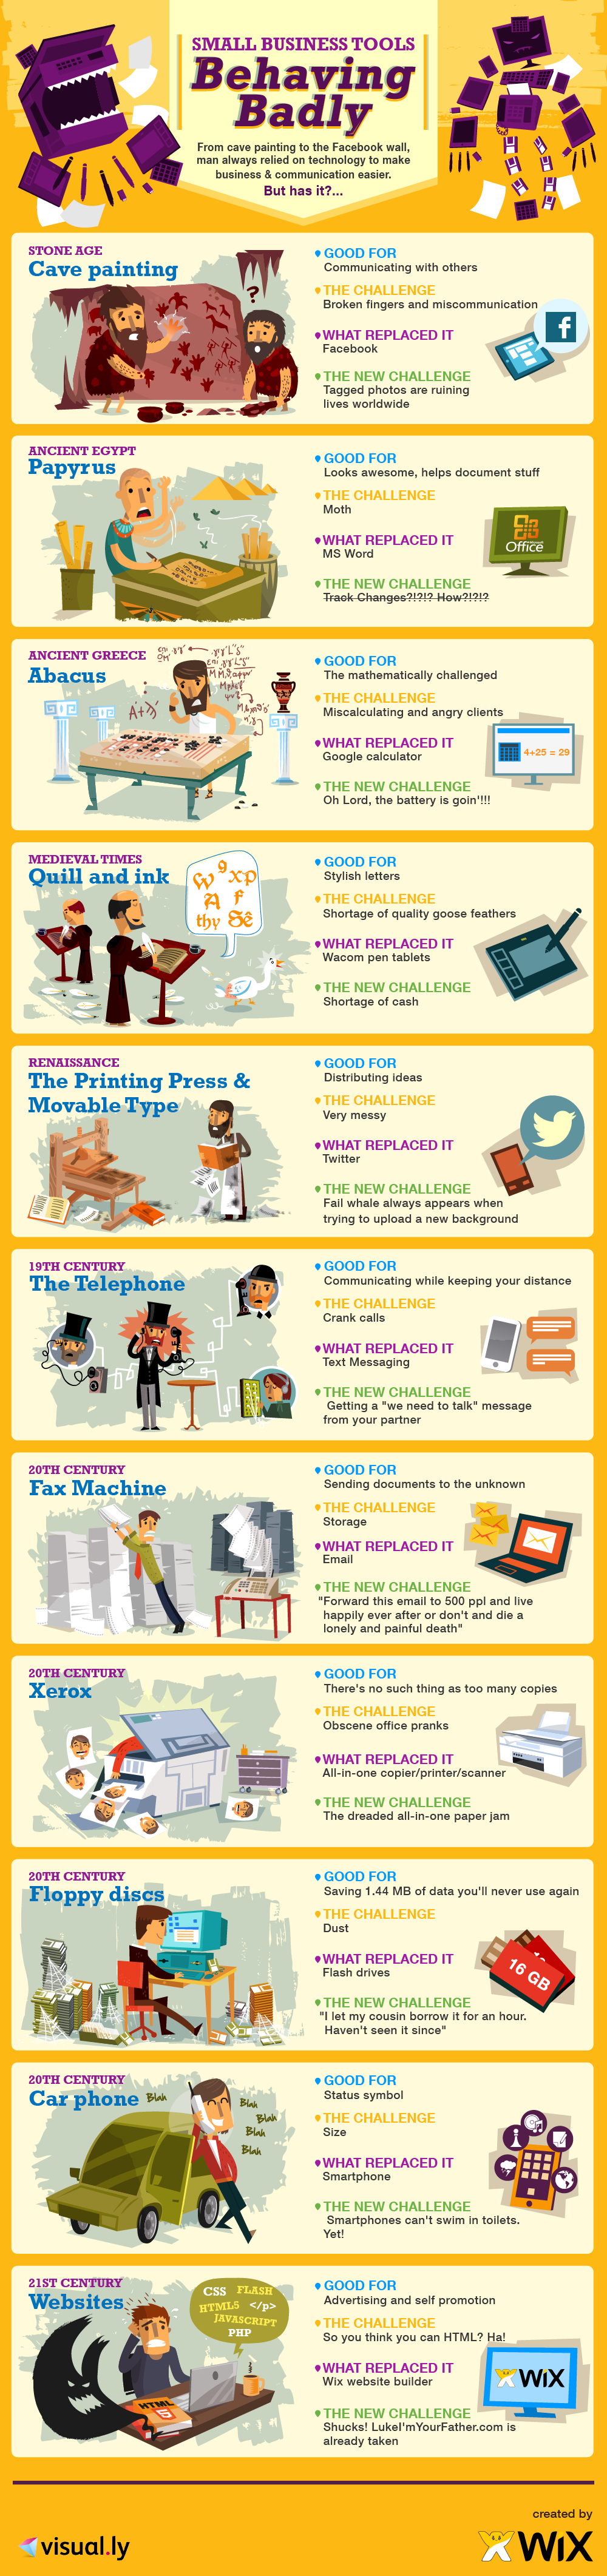 SMALL BUSINESS TOOLS
Behaving
Badly
From cave painting to the Facebook wall,
man always relied on technology to make
business & communication easier.
But has it?...
STONE AGE
Cave painting
?
GOOD FOR
Communicating with others
THE CHALLENGE
Broken fingers and miscommunication
WHAT REPLACED IT
Facebook
THE NEW CHALLENGE
Tagged photos are ruining
lives worldwide
f
ANCIENT EGYPT
Papyrus
GOOD FOR
Looks awesome, helps document stuff
THE CHALLENGE
Moth
WHAT REPLACED IT
MS Word
THE NEW CHALLENGE
Track Changes?!?!? How?!?!?
Office
ANCIENT GREECE
Abacus
GOOD FOR
The mathematically challenged
THE CHALLENGE
Miscalculating and angry clients
WHAT REPLACED IT
Google calculator
THE NEW CHALLENGE
Oh Lord, the battery is goin'!!!
4+25 = 29
MEDIEVAL TIMES
Quill and ink
GOOD FOR
Stylish letters
THE CHALLENGE
Shortage of quality goose feathers
WHAT REPLACED IT
Wacom pen tablets
THE NEW CHALLENGE
Shortage of cash
RENAISSANCE
The Printing Press &
Movable Type
GOOD FOR
Distributing ideas
THE CHALLENGE
Very messy
WHAT REPLACED IT
Twitter
THE NEW CHALLENGE
Fail whale always appears when
trying to upload a new background
19TH CENTURY
The Telephone
GOOD FOR
Communicating while keeping your distance
THE CHALLENGE
Crank calls
WHAT REPLACED IT
Text Messaging
THE NEW CHALLENGE
Getting a "we need to talk" message
from your partner
20TH CENTURY
Fax Machine
GOOD FOR
Sending documents to the unknown
THE CHALLENGE
Storage
WHAT REPLACED IT
Email
THE NEW CHALLENGE
"Forward this email to 500 ppl and live
happily ever after or don't and die a
lonely and painful death"
20TH CENTURY
Xerox
GOOD FOR
There's no such thing as too many copies
THE CHALLENGE
Obscene office pranks
WHAT REPLACED IT
All-in-one copier/printer/scanner
THE NEW CHALLENGE
The dreaded all-in-one paper jam
20TH CENTURY
Floppy discs
GOOD FOR
Saving 1.44 MB of data you'll never use again
THE CHALLENGE
Dust
WHAT REPLACED IT
Flash drives
THE NEW CHALLENGE
"I let my cousin borrow it for an hour.
Haven't seen it since"
16 GB
20TH CENTURY
Car phone
Blah
Blah
Blah
Blah
Blah
GOOD FOR
Status symbol
THE CHALLENGE
Size
WHAT REPLACED IT
Smartphone
THE NEW CHALLENGE
Smartphones can't swim in toilets.
Yet!
21ST CENTURY
Websites
CSS FLASH
HTML5 </p>
JAVASCRIPT
PHP
HTML
5
GOOD FOR
Advertising and self promotion
THE CHALLENGE
So you think you can HTML? Ha!
WHAT REPLACED IT
Wix website builder
THE NEW CHALLENGE
Shucks! LukeI'mYourFather.com is
already taken
WiX
created by
visual.ly
WiX